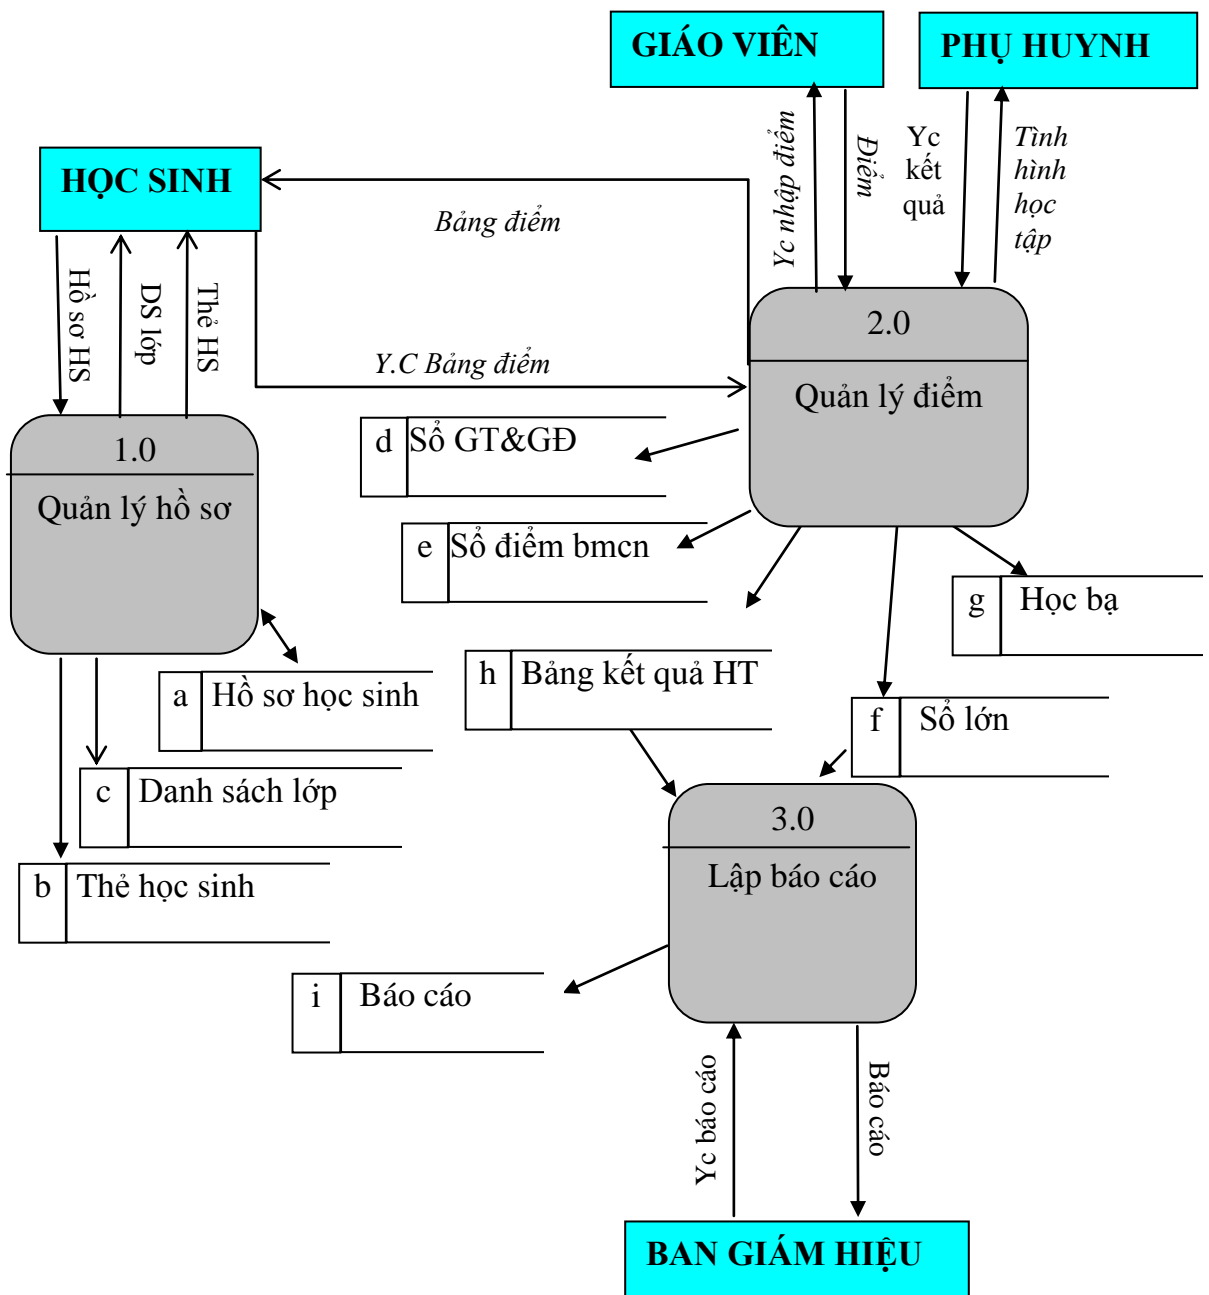 GIÁO VIÊN
PHỤ HUYNH
Yc nhập điểm
Điểm
Yc
kết
quả
Tình
hình
học
tập
HỌC SINH
Bảng điểm
Hồ sơ HS
DS lớp
Thẻ HS
Y.C Bảng điểm
2.0
Quản lý điểm
1.0
Quản lý hồ sơ
d Sổ GT&GĐ
e Sổ điểm bmcn
g Học bạ
h Bảng kết quả HT
a Hồ sơ học sinh
f Sổ lớn
c Danh sách lớp
3.0
Lập báo cáo
b Thẻ học sinh
i Báo cáo
Yc báo cáo
Báo cáo
BAN GIÁM HIỆU